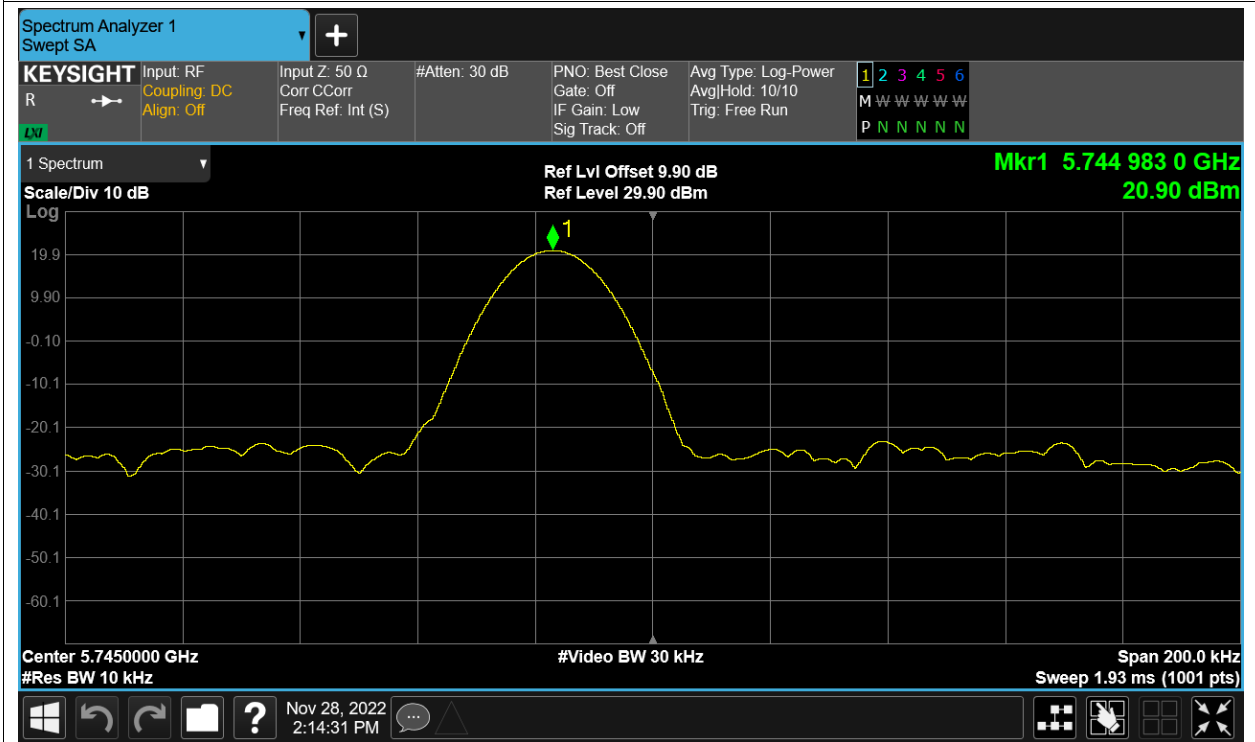 Spectrum Analyzer 1
Swept SA
+
KEYSIGHT
R
LXI
Input: RF
Coupling: DC
Align: Off
Input Z: 50 Ω
Corr CCorr
Freq Ref: Int (S)
#Atten: 30 dB
PNO: Best Close
Gate: Off
IF Gain: Low
Sig Track: Off
Avg Type: Log-Power
Avg|Hold: 10/10
Trig: Free Run
1 2 3 4 5 6
M W W W W W
P N N N N N
1 Spectrum
Scale/Div 10 dB
Log
Ref Lvl Offset 9.90 dB
Ref Level 29.90 dBm
Mkr1 5.744 983 0 GHz
20.90 dBm
1
19.9
9.90
-0.10
-10.1
-20.1
-30.1
-40.1
-50.1
-60.1
Center 5.7450000 GHz
#Res BW 10 kHz
#Video BW 30 kHz
Span 200.0 kHz
Sweep 1.93 ms (1001 pts)
?
Nov 28, 2022
2:14:31 PM